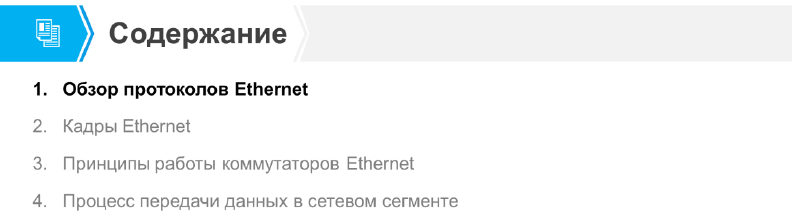 Содержание
1. Обзор протоколов Ethernet
2. Кадры Ethernet
3. Принципы работы коммутаторов Ethernet
4. Процесс передачи данных в сетевом сегменте